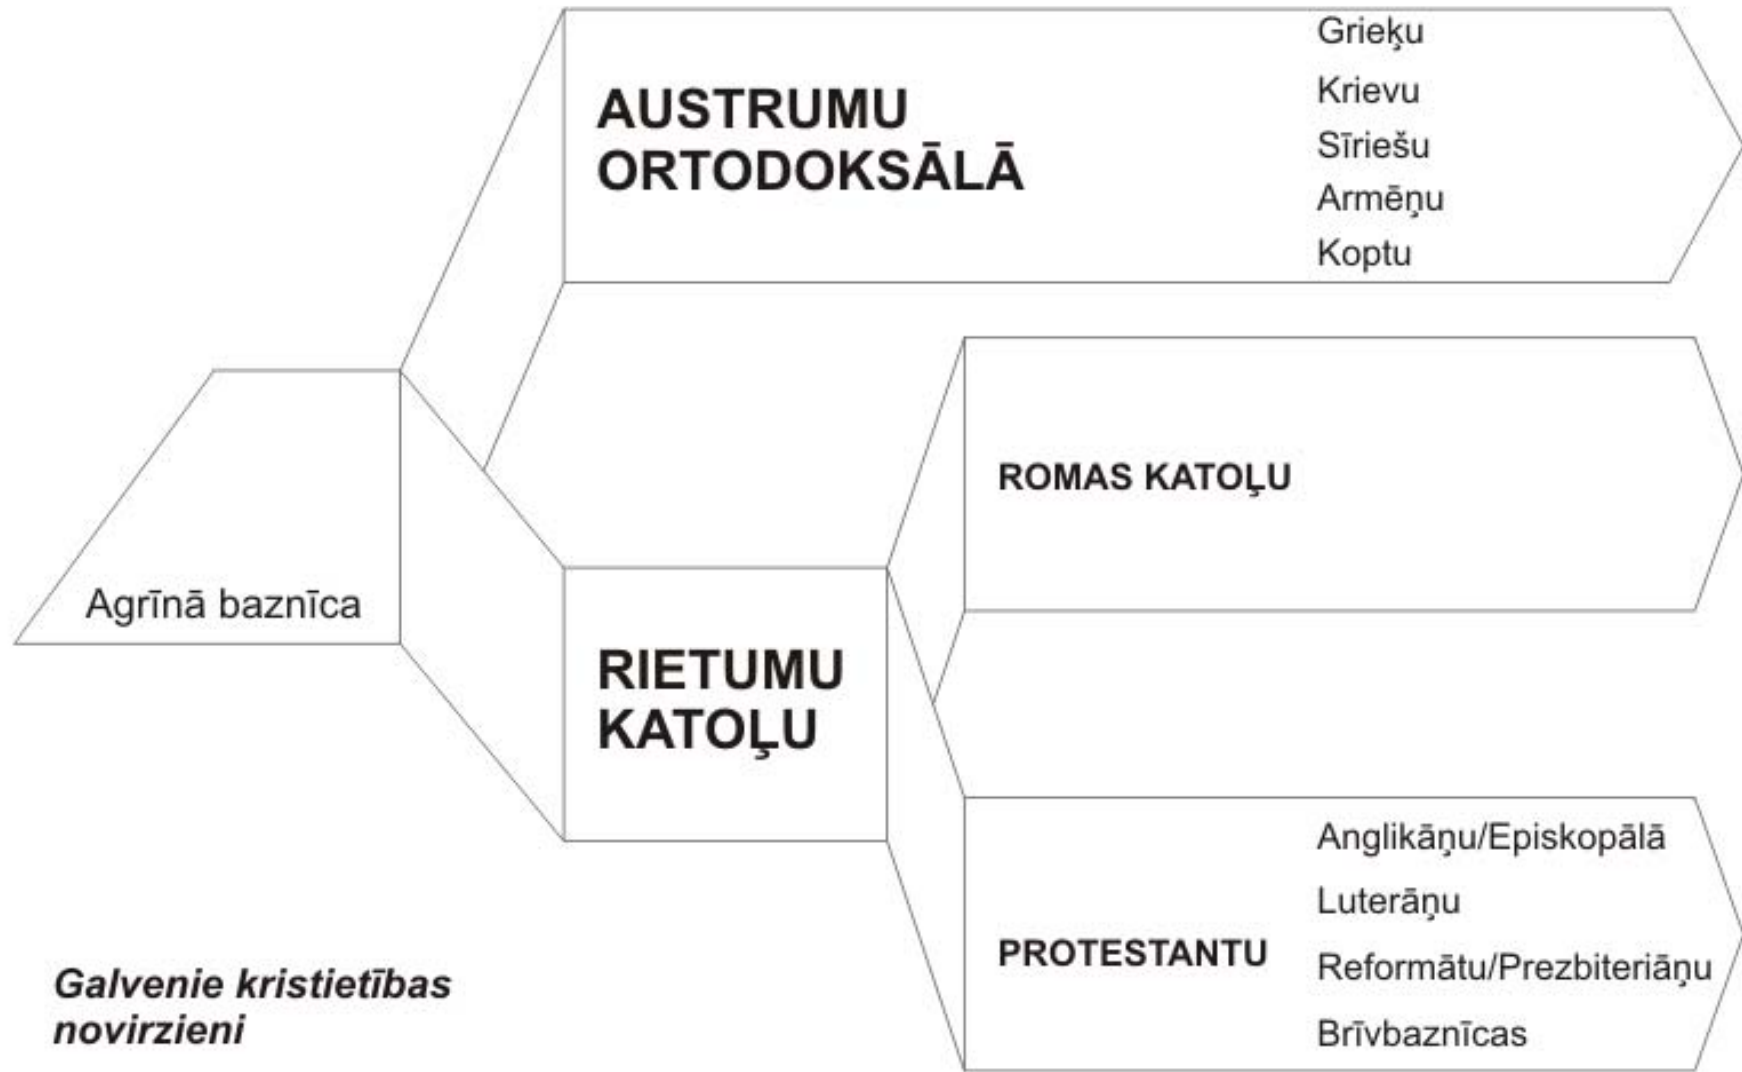 AUSTRUMU
ORTODOKSĀLĀ
Grieķu
Krievu
Sīriešu
Armēņu
Koptu
Agrīnā baznīca
RIETUMU
KATOĻU
ROMAS KATOĻU
PROTESTANTU
Anglikāņu/Episkopālā
Luterāņu
Reformātu/Prezbiteriāņu
Brīvbaznīcas
Galvenie kristietības
novirzieni